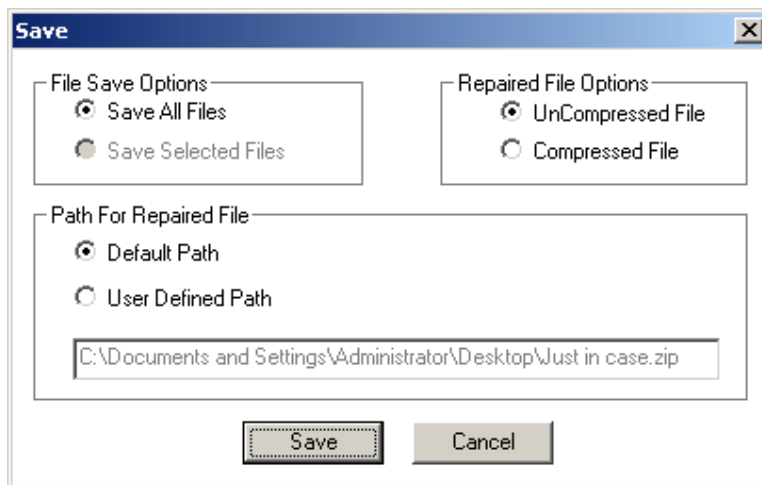 Save
File Save Options
Save All Files
Save Selected Files
Repaired File Options
UnCompressed File
Compressed File
Path For Repaired File
Default Path
User Defined Path
C:\Documents and Settings\Administrator\Desktop\Just in case.zip
Save
Cancel